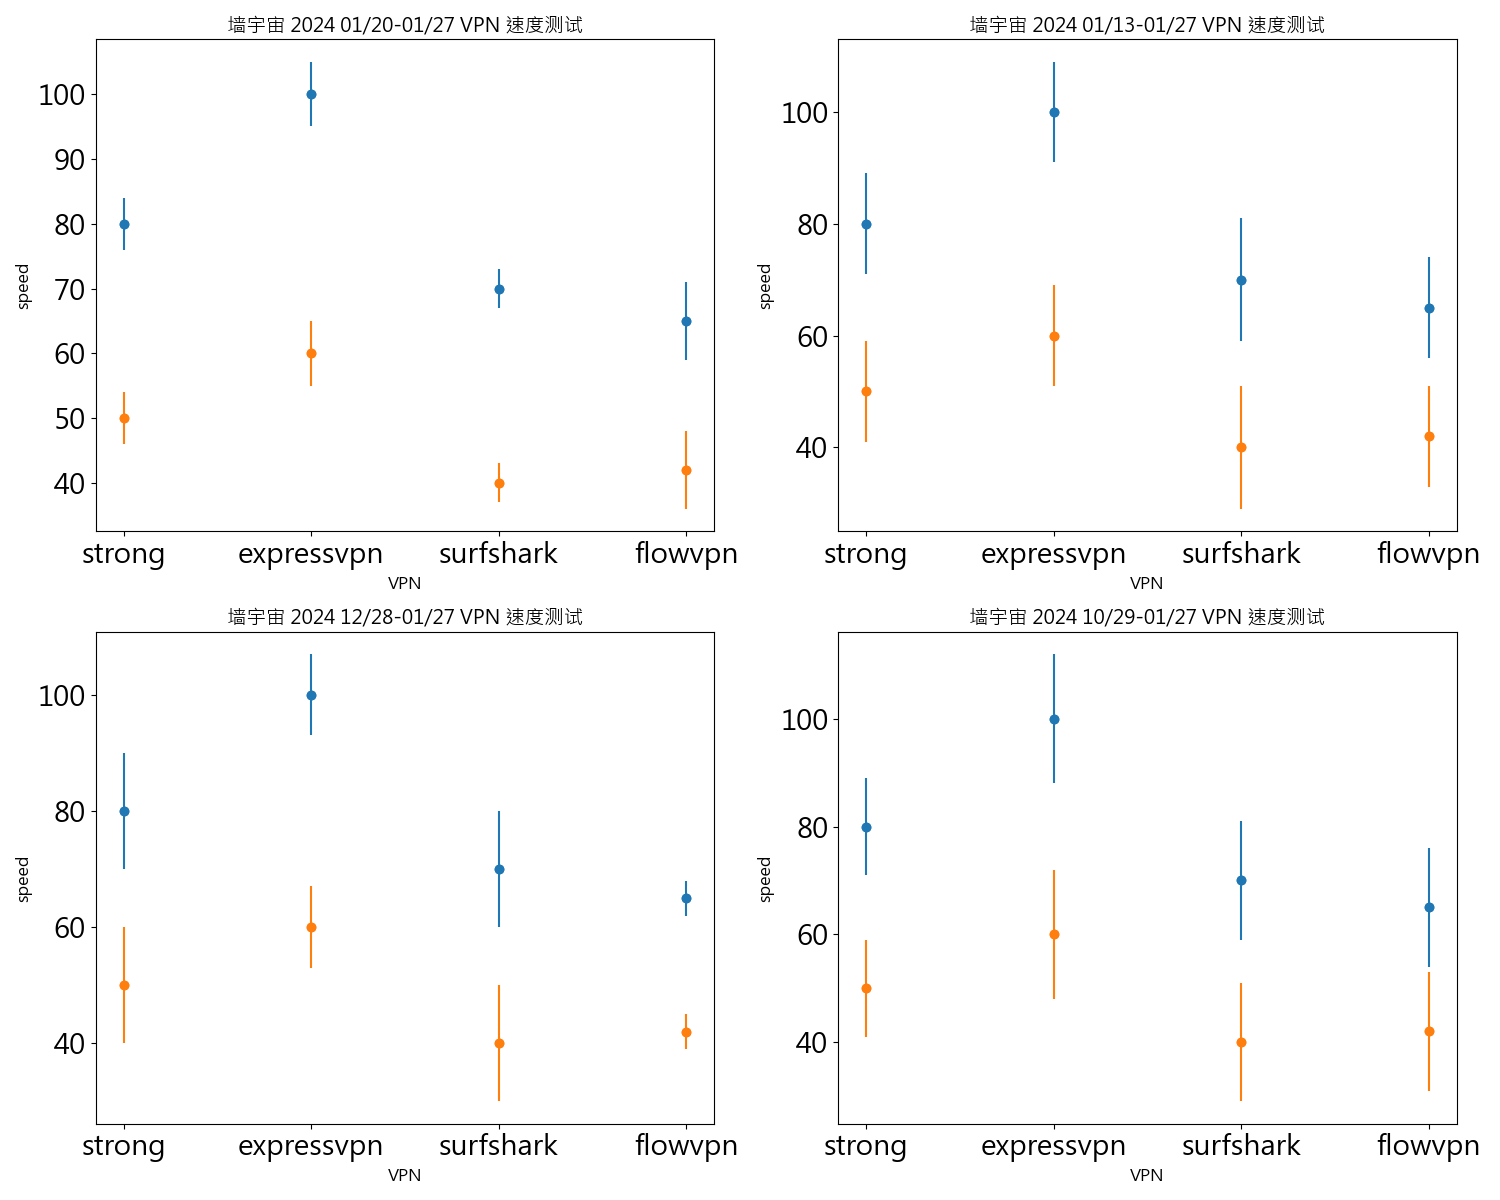 墙宇宙 2024 01/20-01/27 VPN 速度测试
100
90
80
70
60
50
40
speed
strong expressvpn surfshark flowvpn
VPN
墙宇宙 2024 01/13-01/27 VPN 速度测试
100
80
60
40
speed
strong expressvpn surfshark flowvpn
VPN
墙宇宙 2024 12/28-01/27 VPN 速度测试
100
80
60
40
speed
strong expressvpn surfshark flowvpn
VPN
墙宇宙 2024 10/29-01/27 VPN 速度测试
100
80
60
40
speed
strong expressvpn surfshark flowvpn
VPN